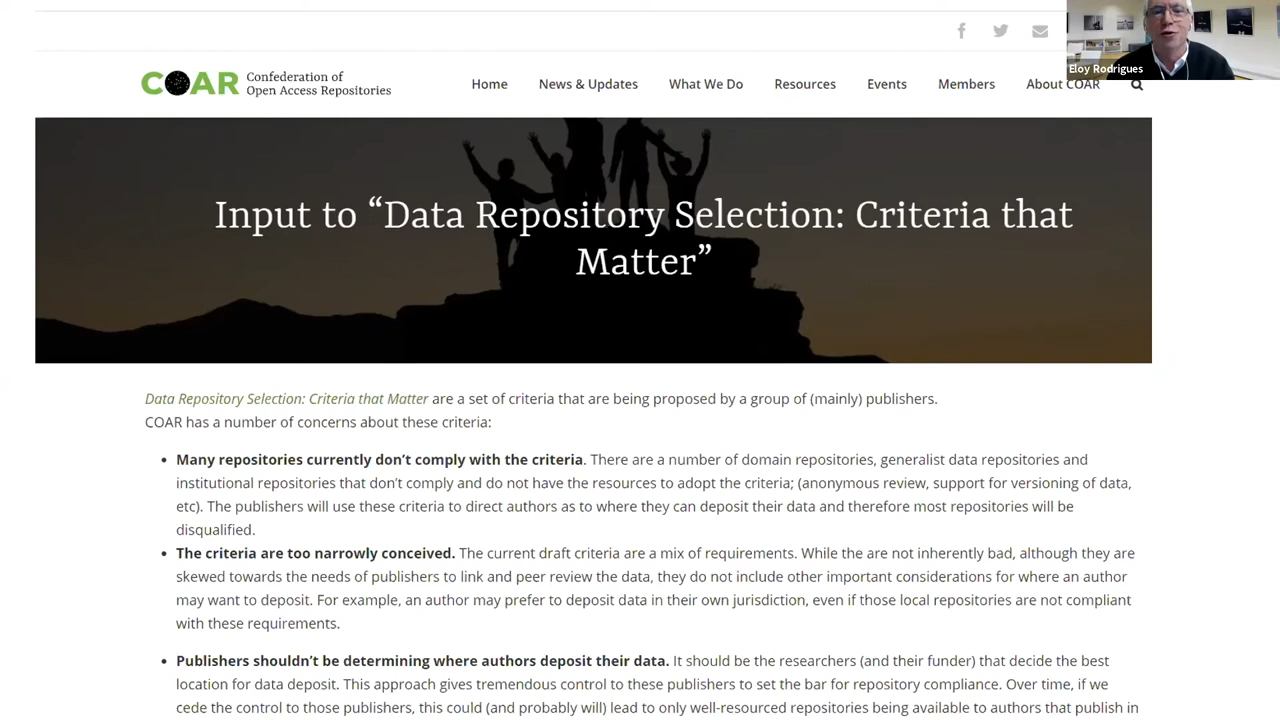 Eloy Rodrigues
COAR Confederation of
Open Access Repositories
Home News & Updates What We Do Resources Events Members About COAR
Input to “Data Repository Selection: Criteria that
Matter”
Data Repository Selection: Criteria that Matter are a set of criteria that are being proposed by a group of (mainly) publishers.
COAR has a number of concerns about these criteria:
• Many repositories currently don’t comply with the criteria. There are a number of domain repositories, generalist data repositories and
institutional repositories that don’t comply and do not have the resources to adopt the criteria; (anonymous review, support for versioning of data,
etc). The publishers will use these criteria to direct authors as to where they can deposit their data and therefore most repositories will be
disqualified.
• The criteria are too narrowly conceived. The current draft criteria are a mix of requirements. While the are not inherently bad, although they are
skewed towards the needs of publishers to link and peer review the data, they do not include other important considerations for where an author
may want to deposit. For example, an author may prefer to deposit data in their own jurisdiction, even if those local repositories are not compliant
with these requirements.
• Publishers shouldn’t be determining where authors deposit their data. It should be the researchers (and their funder) that decide the best
location for data deposit. This approach gives tremendous control to these publishers to set the bar for repository compliance. Over time, if we
cede the control to those publishers, this could (and probably will) lead to only well-resourced repositories being available to authors that publish in